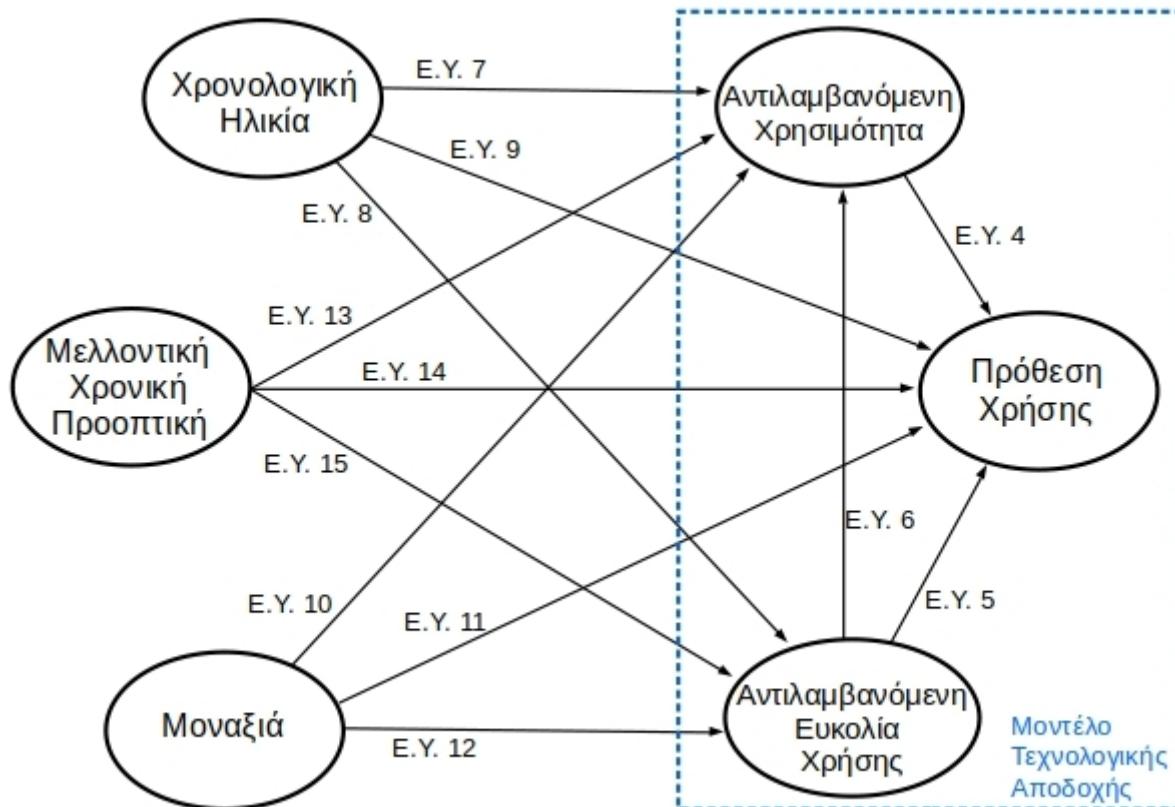 Χρονολογική
Ηλικία
Ε.Υ. 7
Αντιλαμβανόμενη
Χρησιμότητα
Ε.Υ. 9
Ε.Υ. 8
Ε.Υ. 4
Ε.Υ. 13
Μελλοντική
Χρονική
Προοπτική
Ε.Υ. 14
Πρόθεση
Χρήσης
Ε.Υ. 15
Ε.Υ. 6
Ε.Υ. 10
Ε.Υ. 11
Ε.Υ. 5
Μοναξιά
Ε.Υ. 12
Αντιλαμβανόμενη
Ευκολία
Χρήσης
Μοντέλο
Τεχνολογικής
Αποδοχής